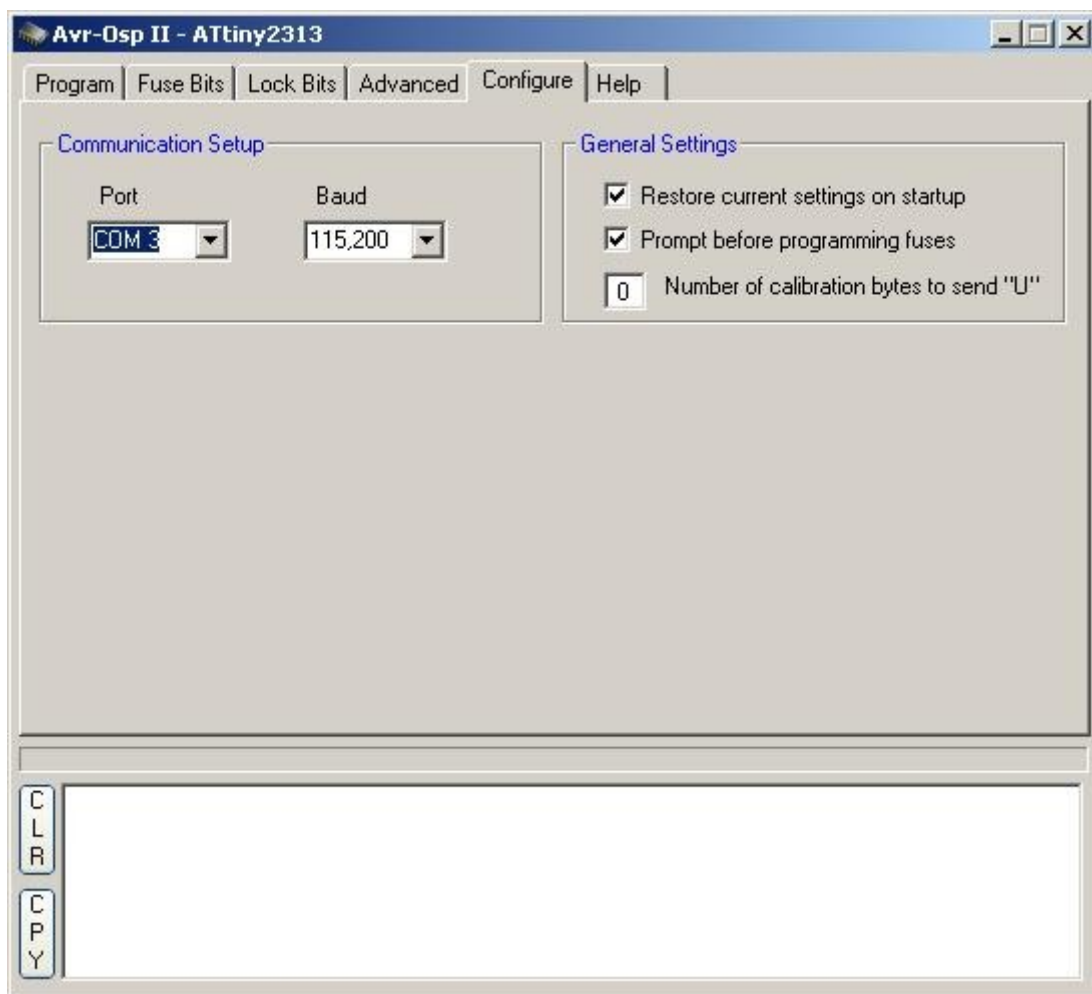 Avr-Osp II - ATtiny2313
Program Fuse Bits Lock Bits Advanced Configure Help
Communication Setup
Port Baud
COM 3 115,200
General Settings
Restore current settings on startup
Prompt before programming fuses
0 Number of calibration bytes to send "U"
C
L
R
C
P
Y